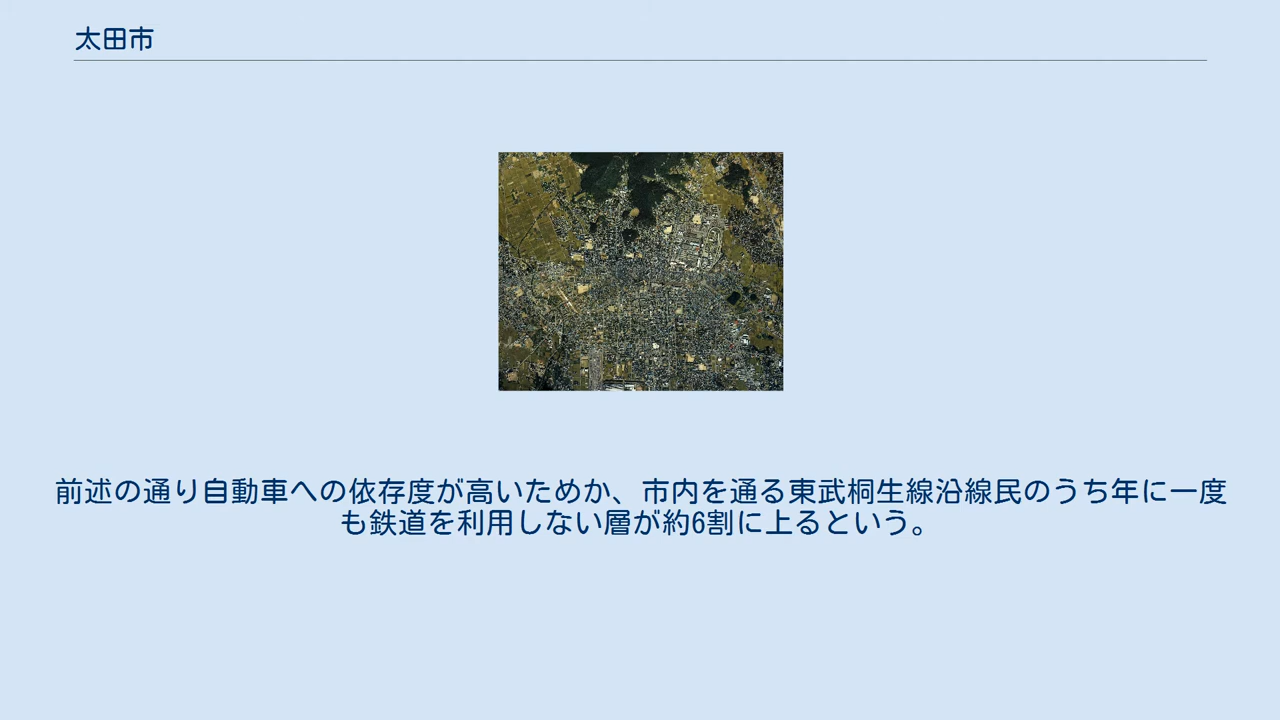 太田市
前述の通り自動車への依存度が高いためか、市内を通る東武桐生線沿線民のうち年に一度
も鉄道を利用しない層が約6割に上るという。